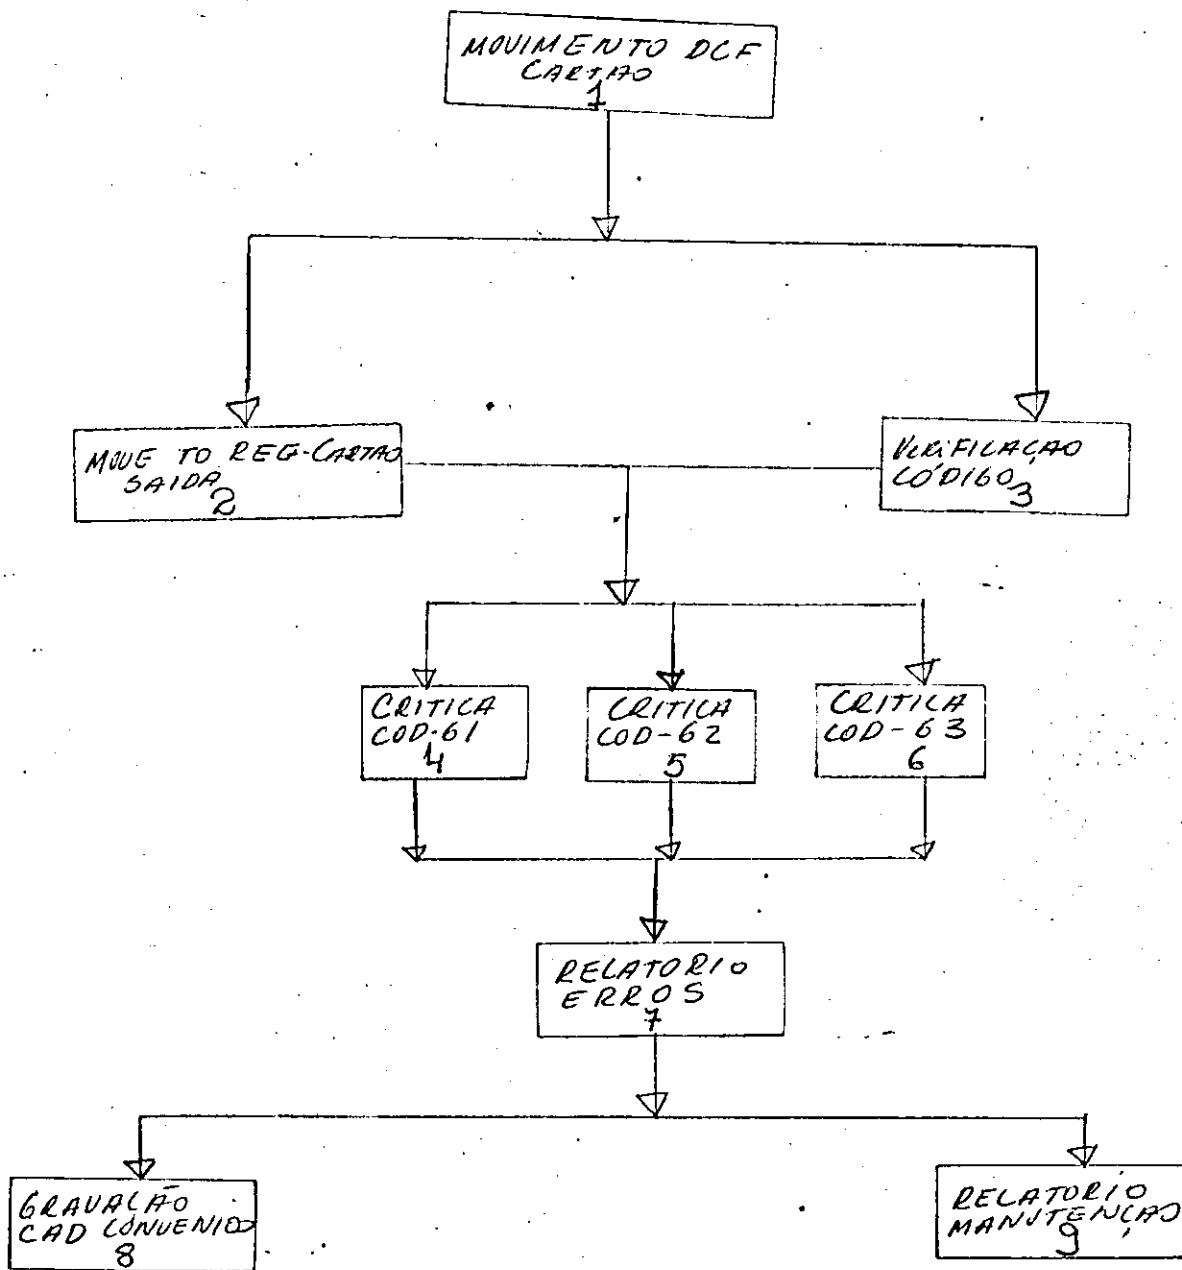 MOVIMENTO DCF
CARTAO
1
MOVE TO REG-CARTAO
SAIDA
2
VERIFICAÇAO
CÓDIGO
3
CRITICA
COD-61
4
CRITICA
COD-62
5
CRITICA
COD-63
6
RELATORIO
ERROS
7
GRAVAÇÃO
CAD CONVENIO
8
RELATORIO
MANUTENÇAO
9